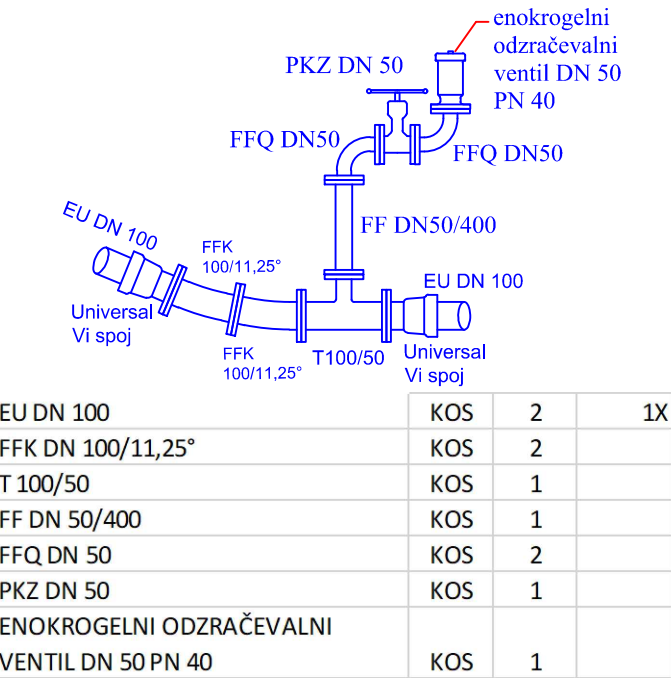 enokrogelni
odzračevalni
ventil DN 50
PN 40
PKZ DN 50
FFQ DN50
FFQ DN50
FF DN50/400
EU DN 100
FFK
100/11,25°
EU DN 100
Universal
Vi spoj
FFK
100/11,25°
T100/50
Universal
Vi spoj
EU DN 100 KOS 2 1X
FFK DN 100/11,25° KOS 2
T 100/50 KOS 1
FF DN 50/400 KOS 1
FFQ DN 50 KOS 2
PKZ DN 50 KOS 1
ENOKROGELNI ODZRAČEVALNI
VENTIL DN 50 PN 40 KOS 1